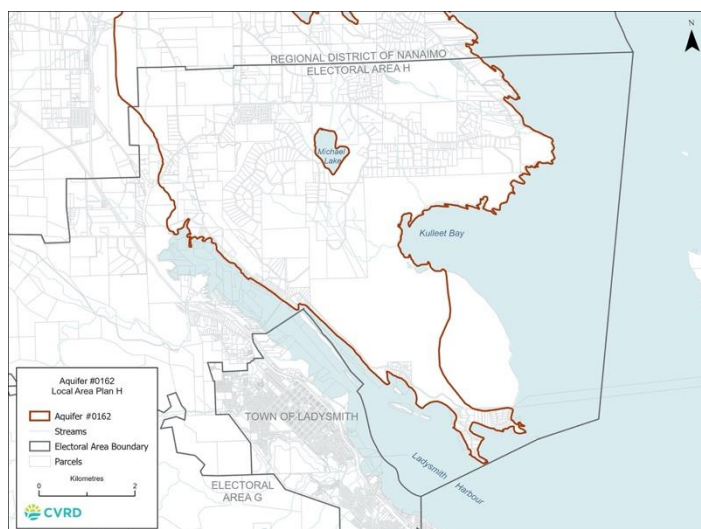 N
REGIONAL DISTRICT OF NANAIMO
ELECTORAL AREA H
Michael
Lake
Kulleet Bay
TOWN OF LADYSMITH
ELECTORAL
AREA G
Ladysmith Harbour
Aquifer #0162
Local Area Plan H
Aquifer #0162
Streams
Electoral Area Boundary
Parcels
Kilometres
0 2
CVRD